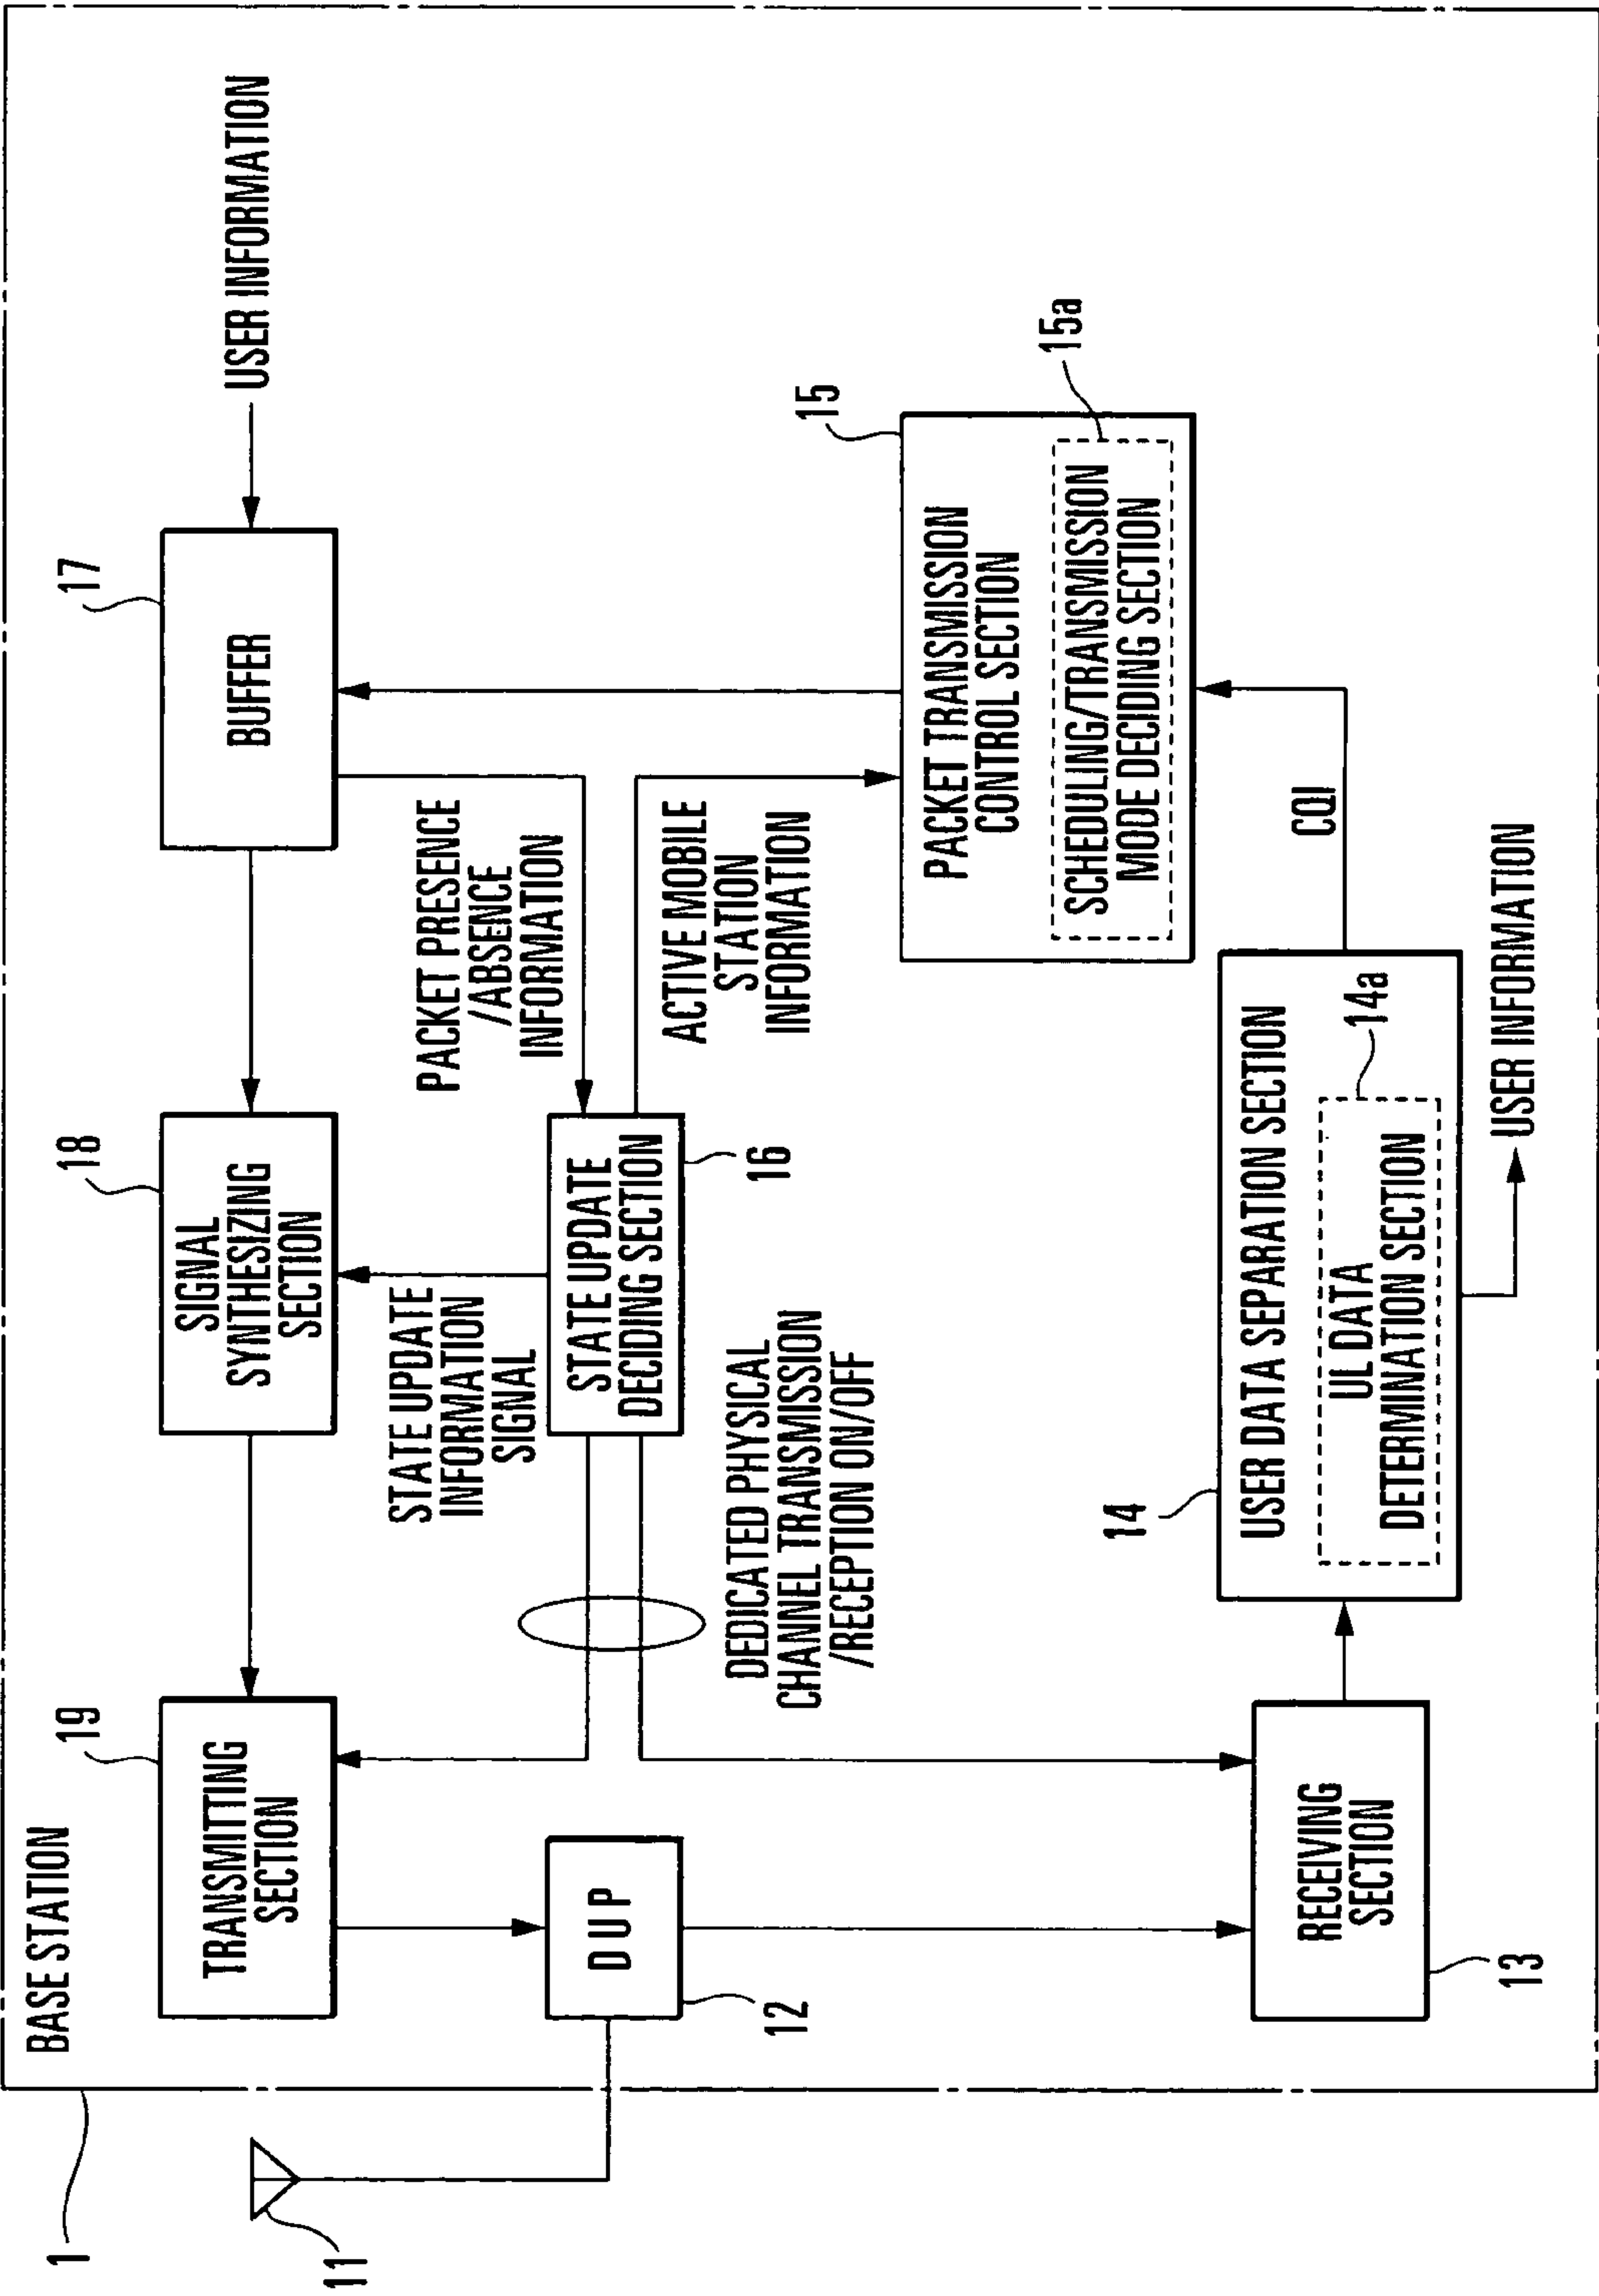 BASE STATION
1
11
19
TRANSMITTING
SECTION
18
SIGNAL
SYNTHESIZING
SECTION
17
BUFFER
USER INFORMATION
STATE UPDATE
INFORMATION
SIGNAL
PACKET PRESENCE
/ABSENCE
INFORMATION
DUP
12
STATE UPDATE
DECIDING SECTION
16
ACTIVE MOBILE
STATION
INFORMATION
DEDICATED PHYSICAL
CHANNEL TRANSMISSION
/RECEPTION ON/OFF
15
PACKET TRANSMISSION
CONTROL SECTION
15a
SCHEDULING/TRANSMISSION
MODE DECIDING SECTION
RECEIVING
SECTION
13
14
USER DATA SEPARATION SECTION
14a
UL DATA
DETERMINATION SECTION
CQI
USER INFORMATION